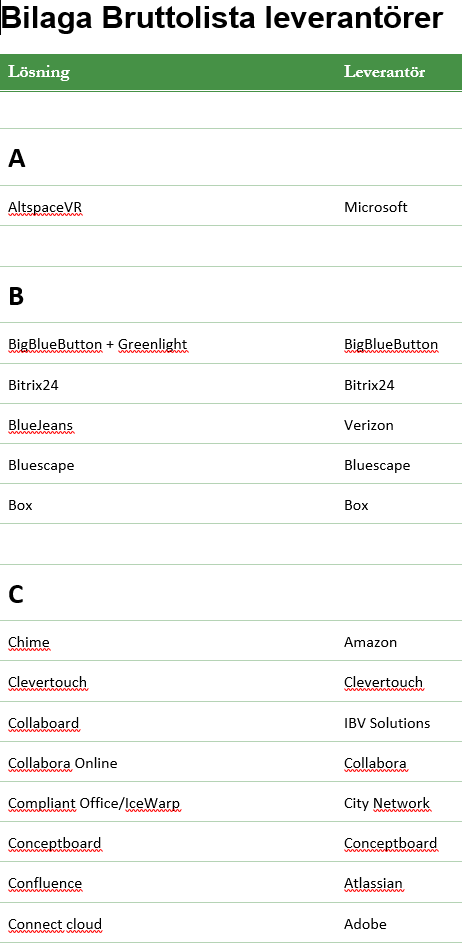 Bilaga Bruttolista leverantörer
Lösning Leverantör
A
AltspaceVR Microsoft
B
BigBlueButton + Greenlight BigBlueButton
Bitrix24 Bitrix24
BlueJeans Verizon
Bluescape Bluescape
Box Box
C
Chime Amazon
Clevertouch Clevertouch
Collaboard IBV Solutions
Collabora Online Collabora
Compliant Office/IceWarp City Network
Conceptboard Conceptboard
Confluence Atlassian
Connect cloud Adobe